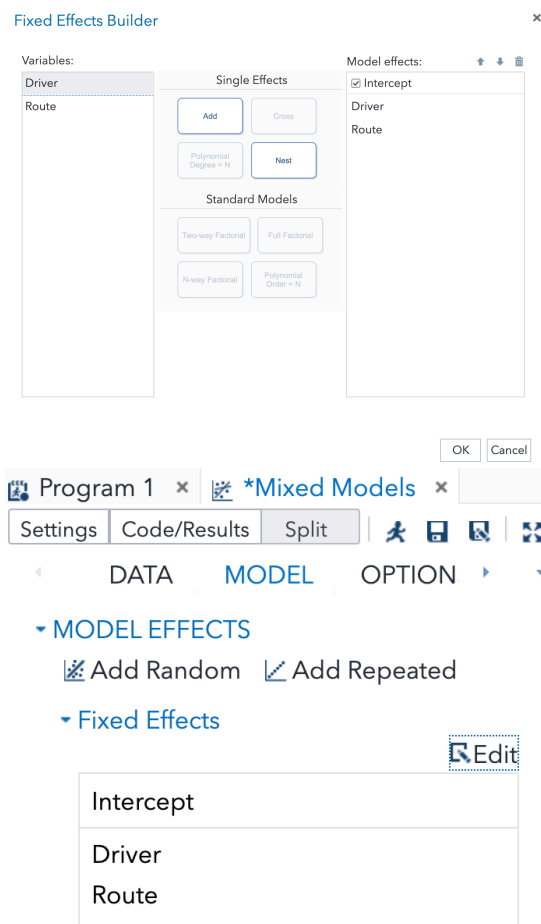 Fixed Effects Builder
Variables:
Model effects:
Driver
Route
Single Effects
Add
Cross
Polynomial
Degree = N
Nest
Standard Models
Two-way Factorial
Full Factorial
N-way Factorial
Polynomial
Order = N
Intercept
Driver
Route
OK
Cancel
Program 1
*Mixed Models
Settings
Code/Results
Split
DATA
MODEL
OPTION
MODEL EFFECTS
Add Random
Add Repeated
Fixed Effects
Edit
Intercept
Driver
Route